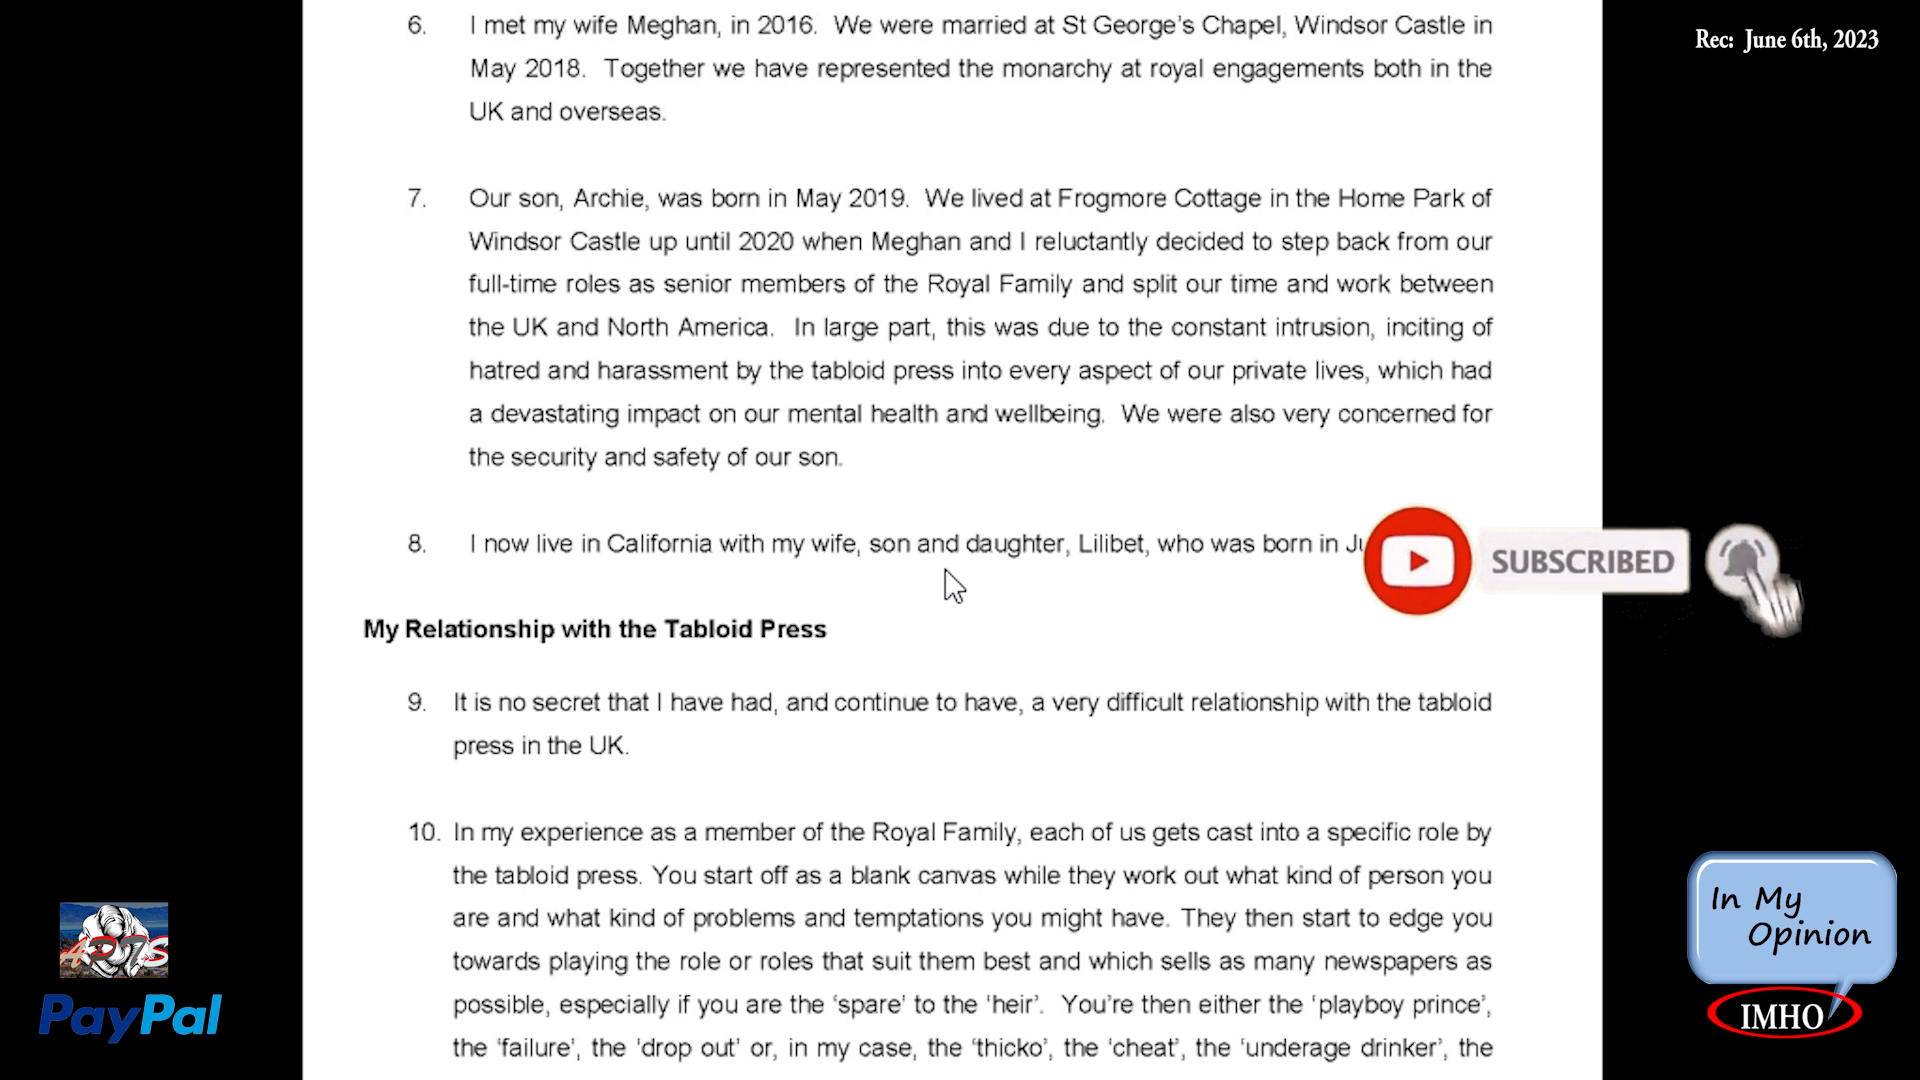 Rec: June 6th, 2023
6. I met my wife Meghan, in 2016. We were married at St George's Chapel, Windsor Castle in
May 2018. Together we have represented the monarchy at royal engagements both in the
UK and overseas.
7. Our son, Archie, was born in May 2019. We lived at Frogmore Cottage in the Home Park of
Windsor Castle up until 2020 when Meghan and I reluctantly decided to step back from our
full-time roles as senior members of the Royal Family and split our time and work between
the UK and North America. In large part, this was due to the constant intrusion, inciting of
hatred and harassment by the tabloid press into every aspect of our private lives, which had
a devastating impact on our mental health and wellbeing. We were also very concerned for
the security and safety of our son.
8. I now live in California with my wife, son and daughter, Lilibet, who was born in
SUBSCRIBED
My Relationship with the Tabloid Press
9. It is no secret that I have had, and continue to have, a very difficult relationship with the tabloid
press in the UK.
10. In my experience as a member of the Royal Family, each of us gets cast into a specific role by
the tabloid press. You start off as a blank canvas while they work out what kind of person you
are and what kind of problems and temptations you might have. They then start to edge you
towards playing the role or roles that suit them best and which sells as many newspapers as
possible, especially if you are the 'spare' to the 'heir'. You're then either the 'playboy prince',
the 'failure', the 'drop out' or, in my case, the 'thicko', the 'cheat', the 'underage drinker', the
PayPal
In My
Opinion
IMHO